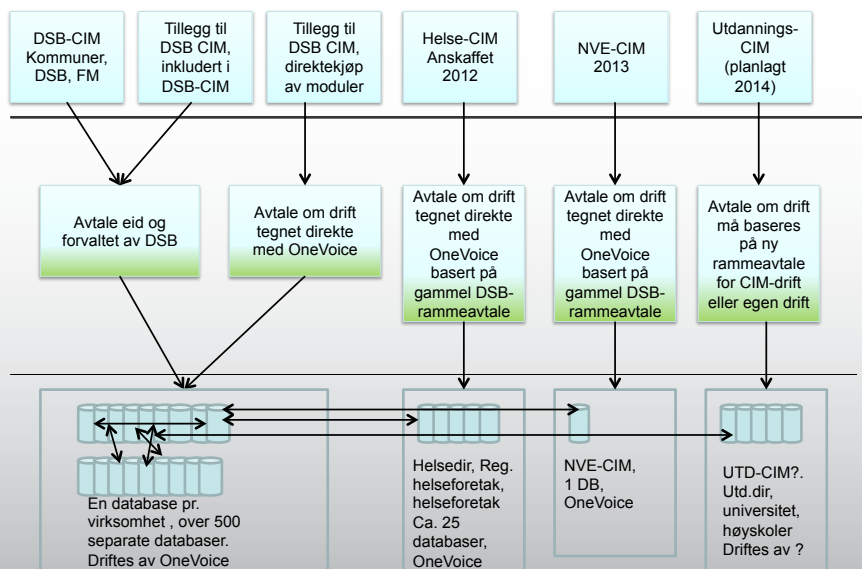 DSB-CIM
Kommuner,
DSB, FM
Tillegg til
DSB CIM,
inkludert i
DSB-CIM
Tillegg til
DSB CIM,
direktekjøp
av moduler
Helse-CIM
Anskaffet
2012
NVE-CIM
2013
Utdannings-
CIM
(planlagt
2014)
Avtale eid og
forvaltet av DSB
Avtale om drift
tegnet direkte
med OneVoice
Avtale om drift
tegnet direkte
med
OneVoice
basert på
gammel DSB-
rammeavtale
Avtale om drift
tegnet direkte
med
OneVoice
basert på
gammel DSB-
rammeavtale
Avtale om drift
må baseres
på ny
rammeavtale
for CIM-drift
eller egen drift
En database pr.
virksomhet , over 500
separate databaser.
Driftes av OneVoice
Helsedir, Reg.
helseforetak,
helseforetak
Ca. 25
databaser,
OneVoice
NVE-CIM,
1 DB,
OneVoice
UTD-CIM?.
Utd.dir,
universitet,
høyskoler
Driftes av ?